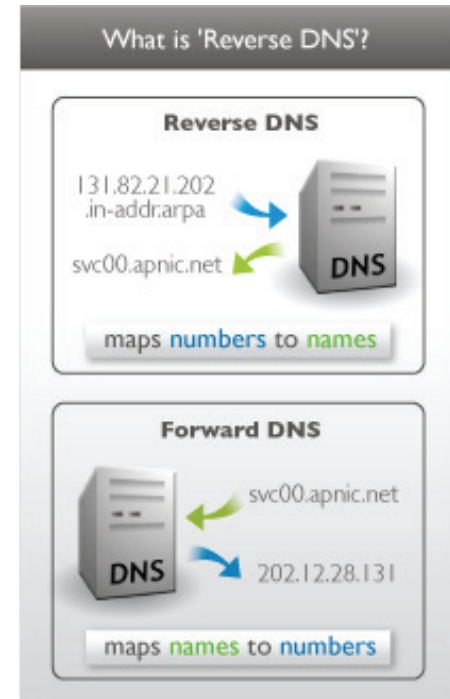 What is 'Reverse DNS'?
Reverse DNS
131.82.21.202
.in-addr.arpa
svc00.apnic.net
DNS
maps numbers to names
Forward DNS
svc00.apnic.net
DNS
202.12.28.131
maps names to numbers